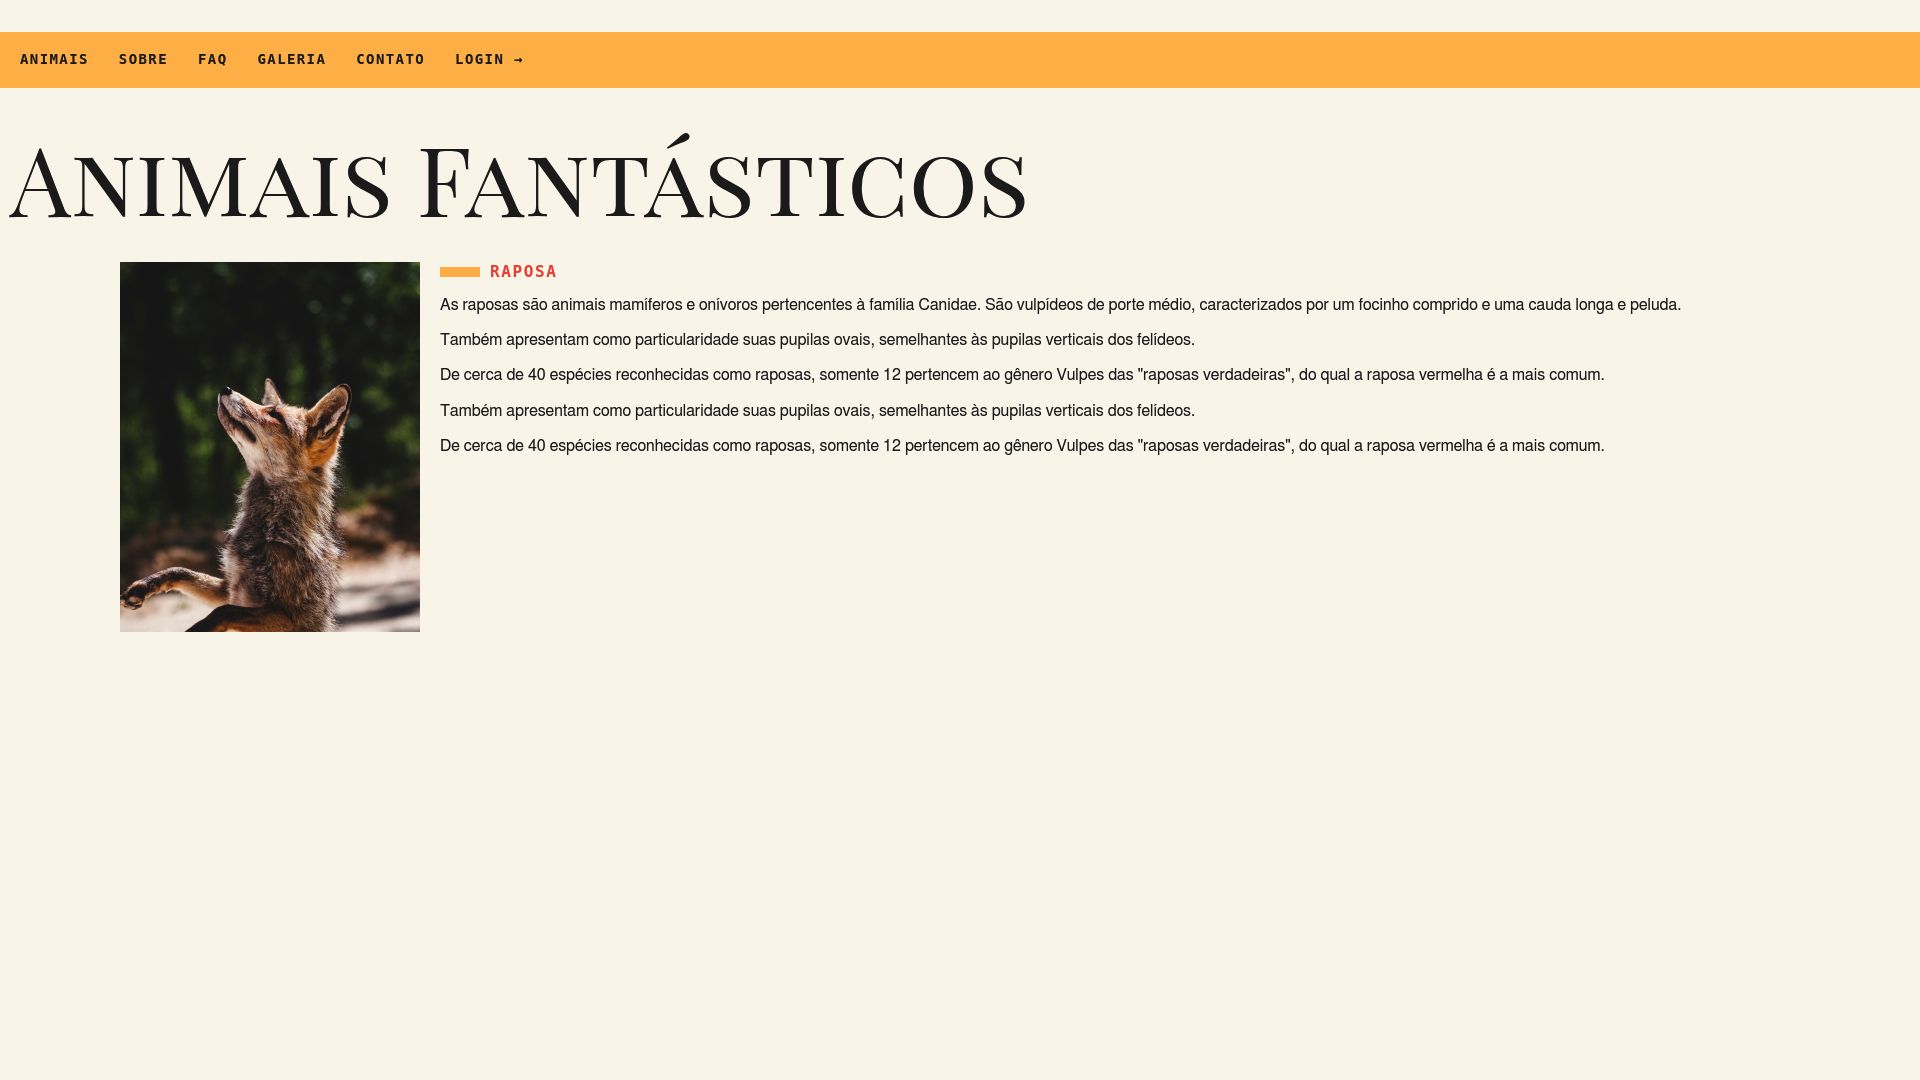 ANIMAIS SOBRE FAQ GALERIA CONTATO LOGIN →
Animais Fantásticos
RAPOSA
As raposas são animais mamíferos e onívoros pertencentes à família Canidae. São vulpídeos de porte médio, caracterizados por um focinho comprido e uma cauda longa e peluda.
Também apresentam como particularidade suas pupilas ovais, semelhantes às pupilas verticais dos felídeos.
De cerca de 40 espécies reconhecidas como raposas, somente 12 pertencem ao gênero Vulpes das "raposas verdadeiras", do qual a raposa vermelha é a mais comum.
Também apresentam como particularidade suas pupilas ovais, semelhantes às pupilas verticais dos felídeos.
De cerca de 40 espécies reconhecidas como raposas, somente 12 pertencem ao gênero Vulpes das "raposas verdadeiras", do qual a raposa vermelha é a mais comum.